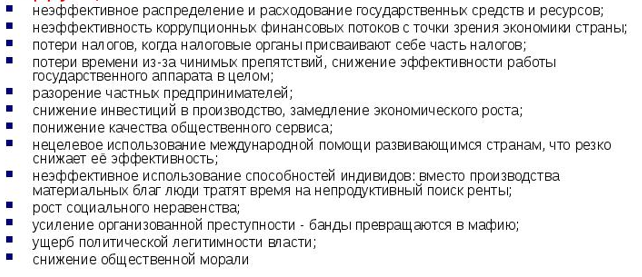 неэффективное распределение и расходование государственных средств и ресурсов;
неэффективность коррупционных финансовых потоков с точки зрения экономики страны;
потери налогов, когда налоговые органы присваивают себе часть налогов;
потери времени из-за чинимых препятствий, снижение эффективности работы
государственного аппарата в целом;
разорение частных предпринимателей;
снижение инвестиций в производство, замедление экономического роста;
понижение качества общественного сервиса;
нецелевое использование международной помощи развивающимся странам, что резко
снижает её эффективность;
неэффективное использование способностей индивидов: вместо производства
материальных благ люди тратят время на непродуктивный поиск ренты;
рост социального неравенства;
усиление организованной преступности - банды превращаются в мафию;
ущерб политической легитимности власти;
снижение общественной морали